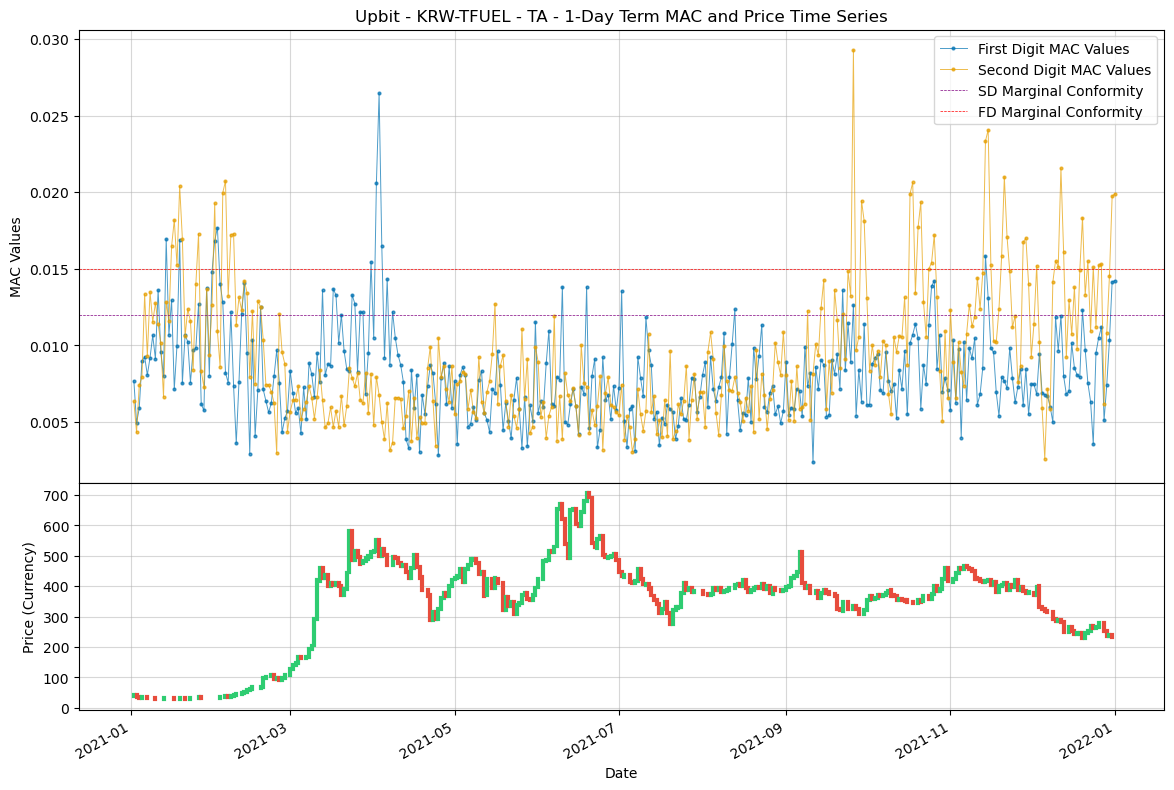 Upbit - KRW-TFUEL - TA - 1-Day Term MAC and Price Time Series
MAC Values
0.030
0.025
0.020
0.015
0.010
0.005
First Digit MAC Values
Second Digit MAC Values
SD Marginal Conformity
FD Marginal Conformity
Price (Currency)
700
600
500
400
300
200
100
0
2021-01
2021-03
2021-05
2021-07
2021-09
2021-11
2022-01
Date